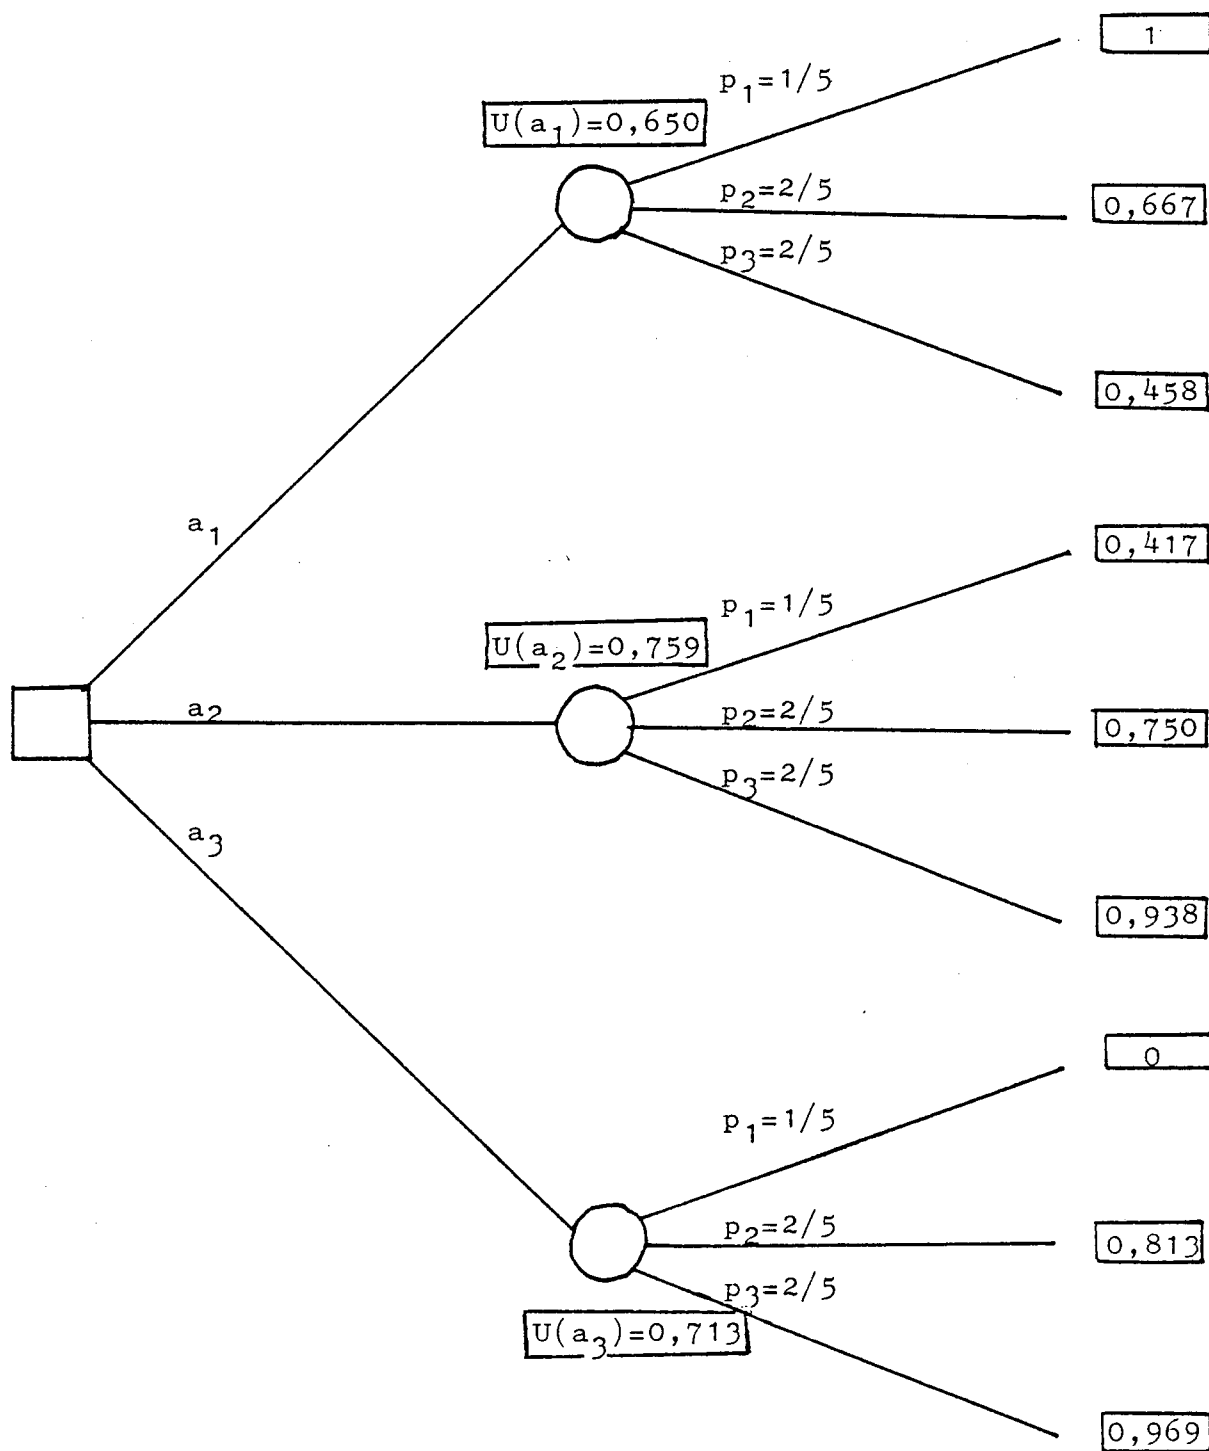 1
p1=1/5
U(a1)=0,650
p2=2/5
0,667
p3=2/5
0,458
a1
0,417
p1=1/5
U(a2)=0,759
a2
p2=2/5
0,750
p3=2/5
a3
0,938
0
p1=1/5
p2=2/5
0,813
p3=2/5
U(a3)=0,713
0,969